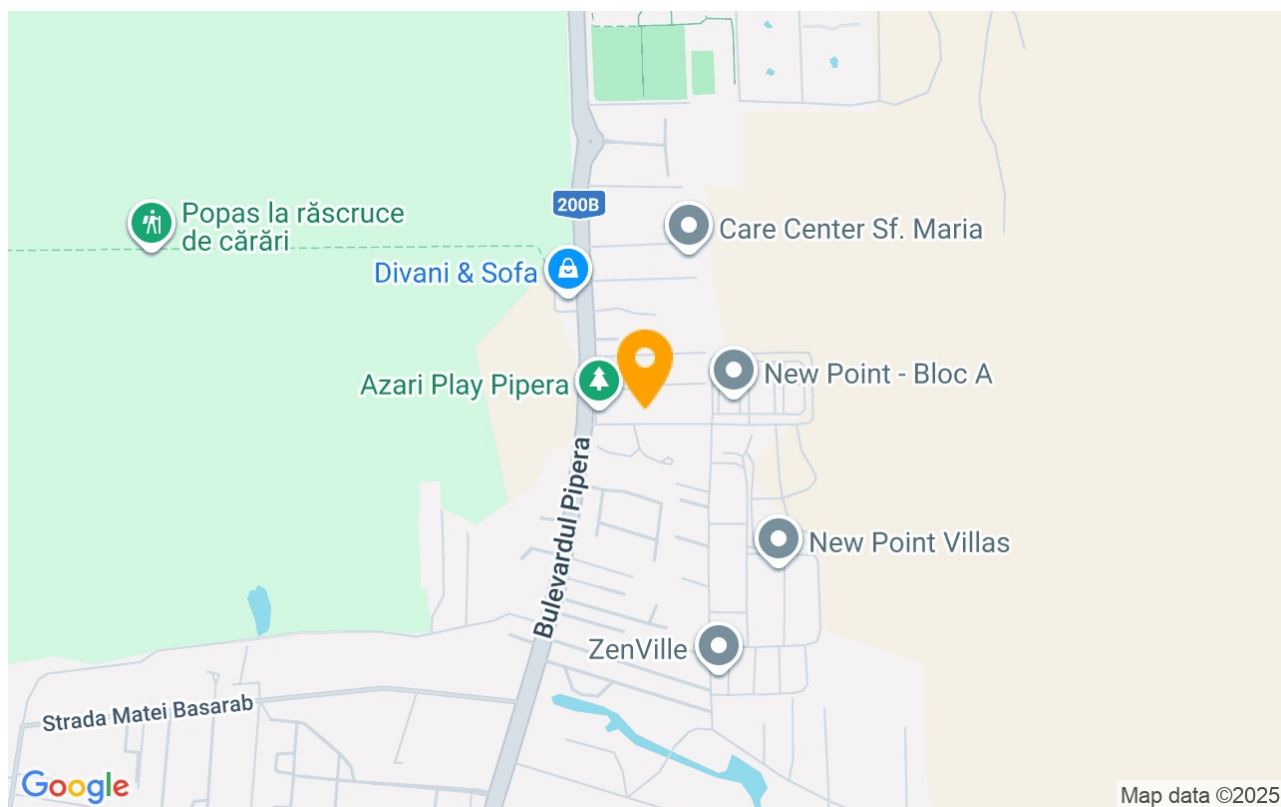 200B
Popas la răscruce
de cărări
Care Center Sf. Maria
Divani & Sofa
Azari Play Pipera
New Point - Bloc A
Bulevardul Pipera
New Point Villas
ZenVille
Strada Matei Basarab
Google
Map data ©2025